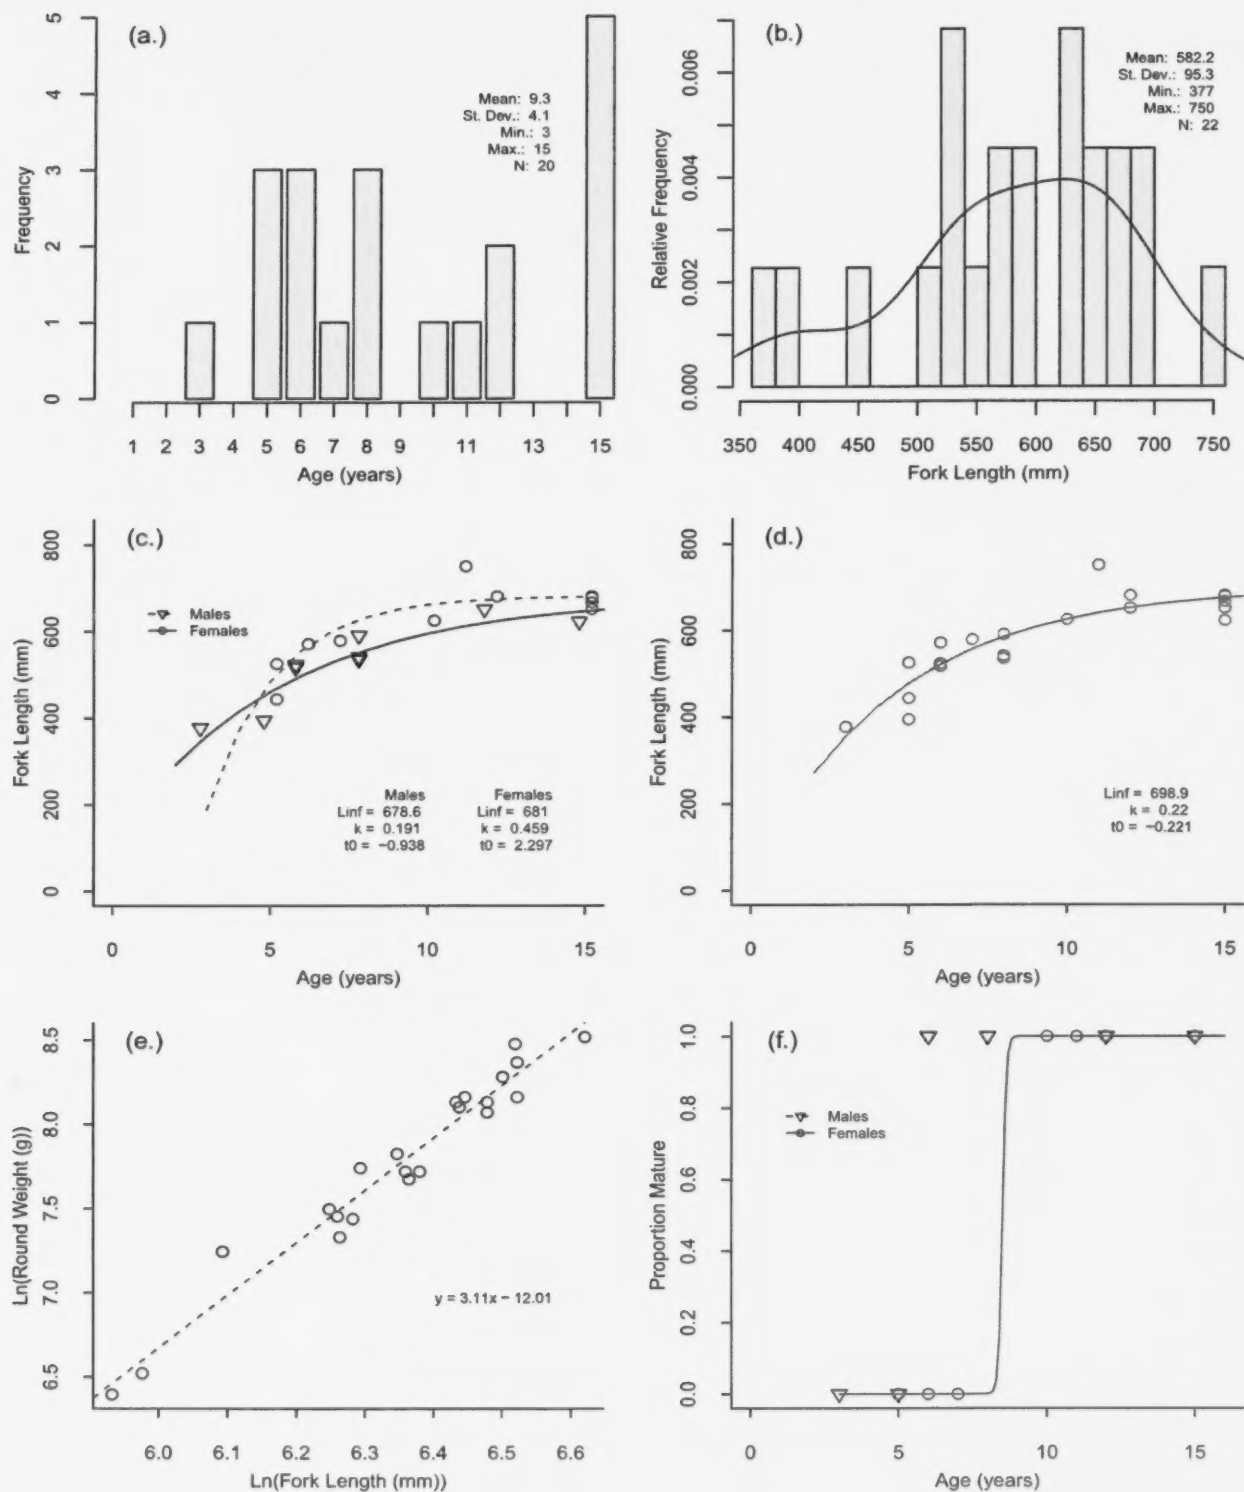 (a.)
Mean: 9.3
St. Dev.: 4.1
Min.: 3
Max.: 15
N: 20
Frequency
5
4
3
2
1
0
1 2 3 4 5 6 7 8 9 11 13 15
Age (years)
(b.)
Mean: 582.2
St. Dev.: 95.3
Min.: 377
Max.: 750
N: 22
Relative Frequency
0.006
0.004
0.002
0.000
350 400 450 500 550 600 650 700 750
Fork Length (mm)
(c.)
Males
Females
Fork Length (mm)
800
600
400
200
0
Males Females
Linf = 678.6 Linf = 681
k = 0.191 k = 0.459
t0 = −0.938 t0 = 2.297
0 5 10 15
Age (years)
(d.)
Fork Length (mm)
800
600
400
200
0
Linf = 698.9
k = 0.22
t0 = −0.221
0 5 10 15
Age (years)
(e.)
Ln(Round Weight (g))
8.5
8.0
7.5
7.0
6.5
y = 3.11x − 12.01
6.0 6.1 6.2 6.3 6.4 6.5 6.6
Ln(Fork Length (mm))
(f.)
Males
Females
Proportion Mature
1.0
0.8
0.6
0.4
0.2
0.0
0 5 10 15
Age (years)